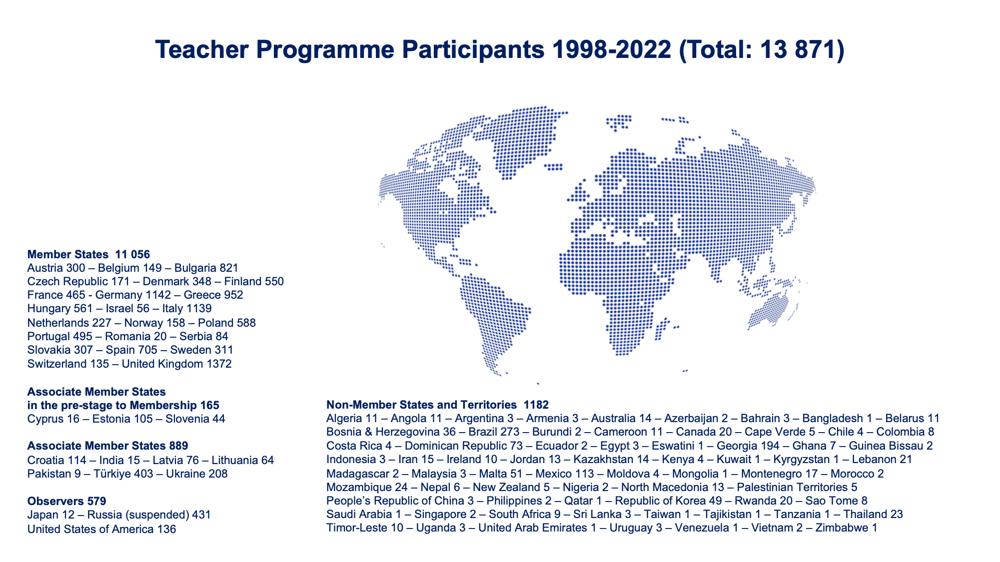 Teacher Programme Participants 1998-2022 (Total: 13 871)
Member States 11 056
Austria 300 – Belgium 149 – Bulgaria 821
Czech Republic 171 – Denmark 348 – Finland 550
France 465 - Germany 1142 – Greece 952
Hungary 561 – Israel 56 – Italy 1139
Netherlands 227 – Norway 158 – Poland 588
Portugal 495 – Romania 20 – Serbia 84
Slovakia 307 – Spain 705 – Sweden 311
Switzerland 135 – United Kingdom 1372
Associate Member States
in the pre-stage to Membership 165
Cyprus 16 – Estonia 105 – Slovenia 44
Associate Member States 889
Croatia 114 – India 15 – Latvia 76 – Lithuania 64
Pakistan 9 – Türkiye 403 – Ukraine 208
Observers 579
Japan 12 – Russia (suspended) 431
United States of America 136
Non-Member States and Territories 1182
Algeria 11 – Angola 11 – Argentina 3 – Armenia 3 – Australia 14 – Azerbaijan 2 – Bahrain 3 – Bangladesh 1 – Belarus 11
Bosnia & Herzegovina 36 – Brazil 273 – Burundi 2 – Cameroon 11 – Canada 20 – Cape Verde 5 – Chile 4 – Colombia 8
Costa Rica 4 – Dominican Republic 73 – Ecuador 2 – Egypt 3 – Eswatini 1 – Georgia 194 – Ghana 7 – Guinea Bissau 2
Indonesia 3 – Iran 15 – Ireland 10 – Jordan 13 – Kazakhstan 14 – Kenya 4 – Kuwait 1 – Kyrgyzstan 1 – Lebanon 21
Madagascar 2 – Malaysia 3 – Malta 51 – Mexico 113 – Moldova 4 – Mongolia 1 – Montenegro 17 – Morocco 2
Mozambique 24 – Nepal 6 – New Zealand 5 – Nigeria 2 – North Macedonia 13 – Palestinian Territories 5
People’s Republic of China 3 – Philippines 2 – Qatar 1 – Republic of Korea 49 – Rwanda 20 – Sao Tome 8
Saudi Arabia 1 – Singapore 2 – South Africa 9 – Sri Lanka 3 – Taiwan 1 – Tajikistan 1 – Tanzania 1 – Thailand 23
Timor-Leste 10 – Uganda 3 – United Arab Emirates 1 – Uruguay 3 – Venezuela 1 – Vietnam 2 – Zimbabwe 1